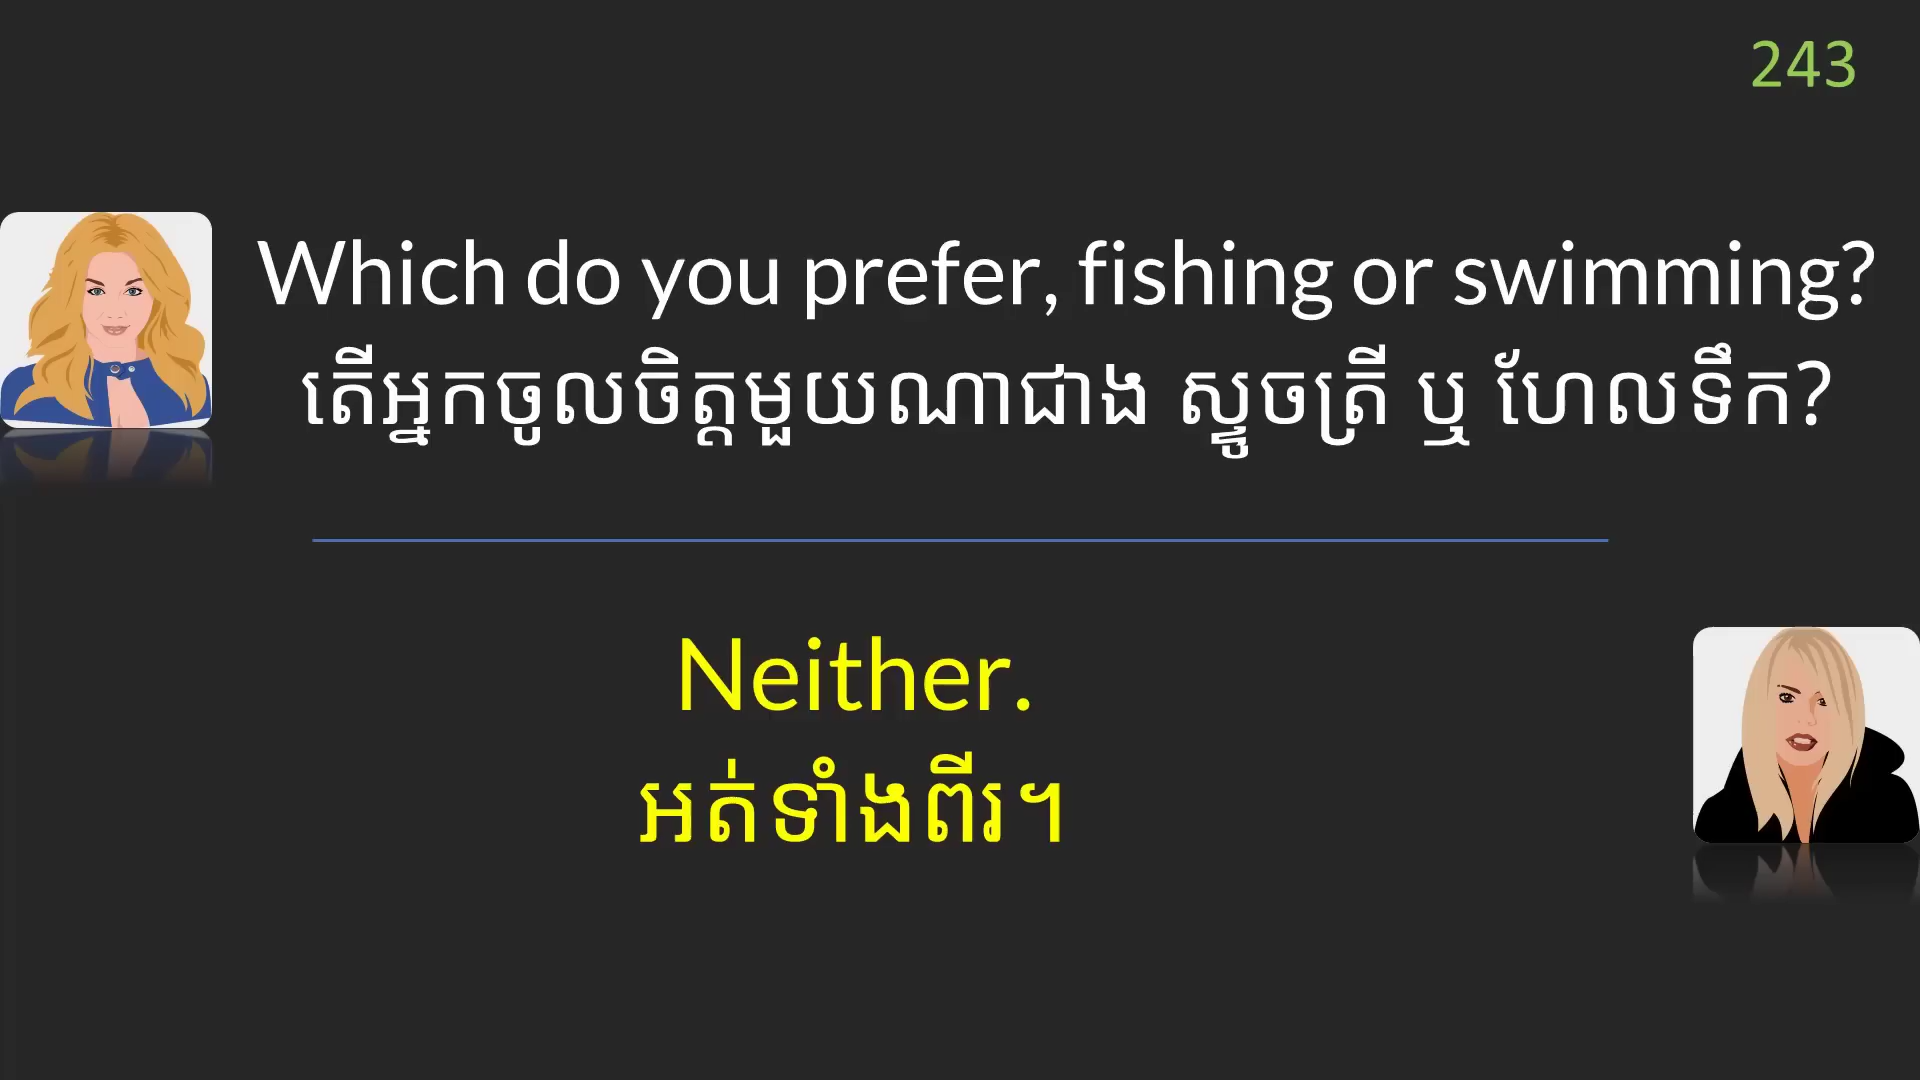 243
Which do you prefer, fishing or swimming?
តើអ្នកចូលចិត្តមួយណាជាង ស្ទូចត្រី ឬ ហែលទឹក?
Neither.
អត់ទាំងពីរ។